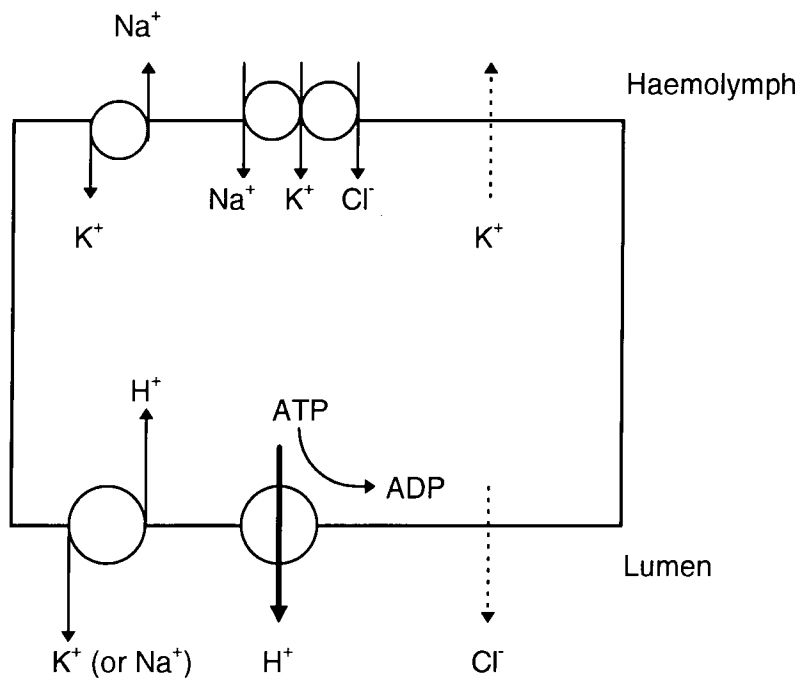 Na⁺
Haemolymph
Na⁺ K⁺ Cl⁻
K⁺ K⁺
H⁺
ATP
ADP
Lumen
K⁺ (or Na⁺) H⁺ Cl⁻